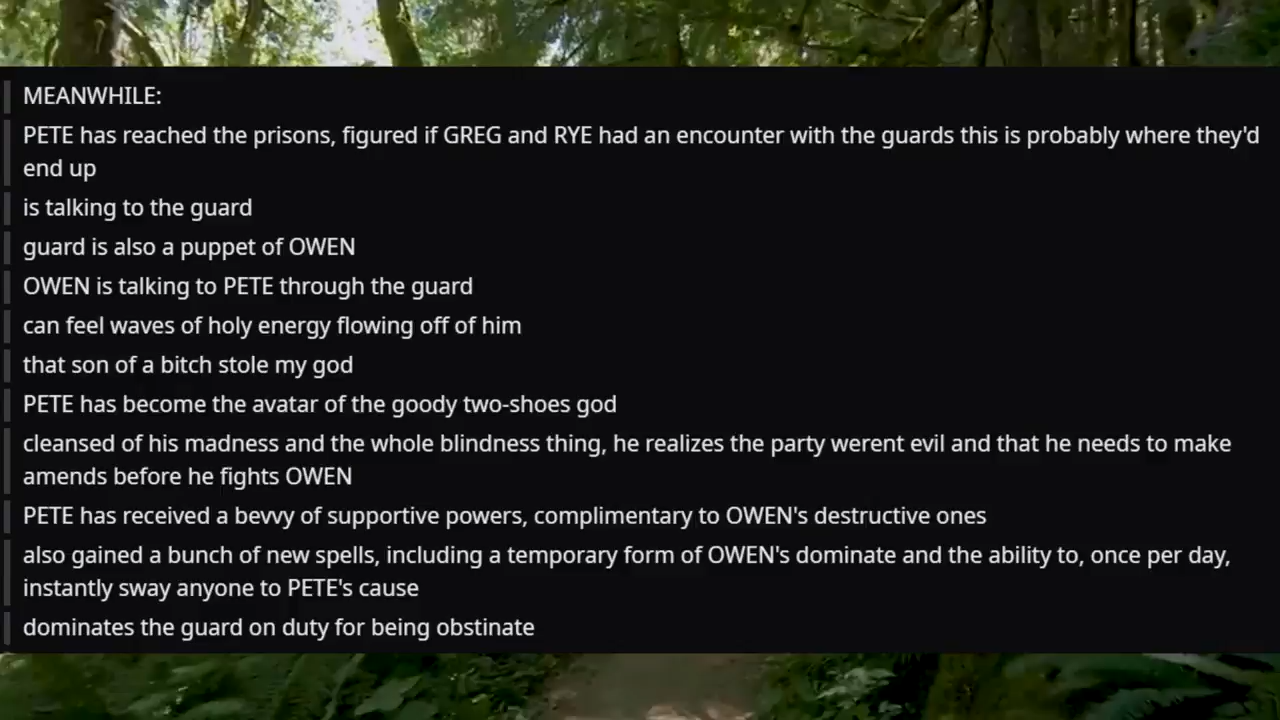 MEANWHILE:
PETE has reached the prisons, figured if GREG and RYE had an encounter with the guards this is probably where they'd
end up
is talking to the guard
guard is also a puppet of OWEN
OWEN is talking to PETE through the guard
can feel waves of holy energy flowing off of him
that son of a bitch stole my god
PETE has become the avatar of the goody two-shoes god
cleansed of his madness and the whole blindness thing, he realizes the party werent evil and that he needs to make
amends before he fights OWEN
PETE has received a bevvy of supportive powers, complimentary to OWEN's destructive ones
also gained a bunch of new spells, including a temporary form of OWEN's dominate and the ability to, once per day,
instantly sway anyone to PETE's cause
dominates the guard on duty for being obstinate